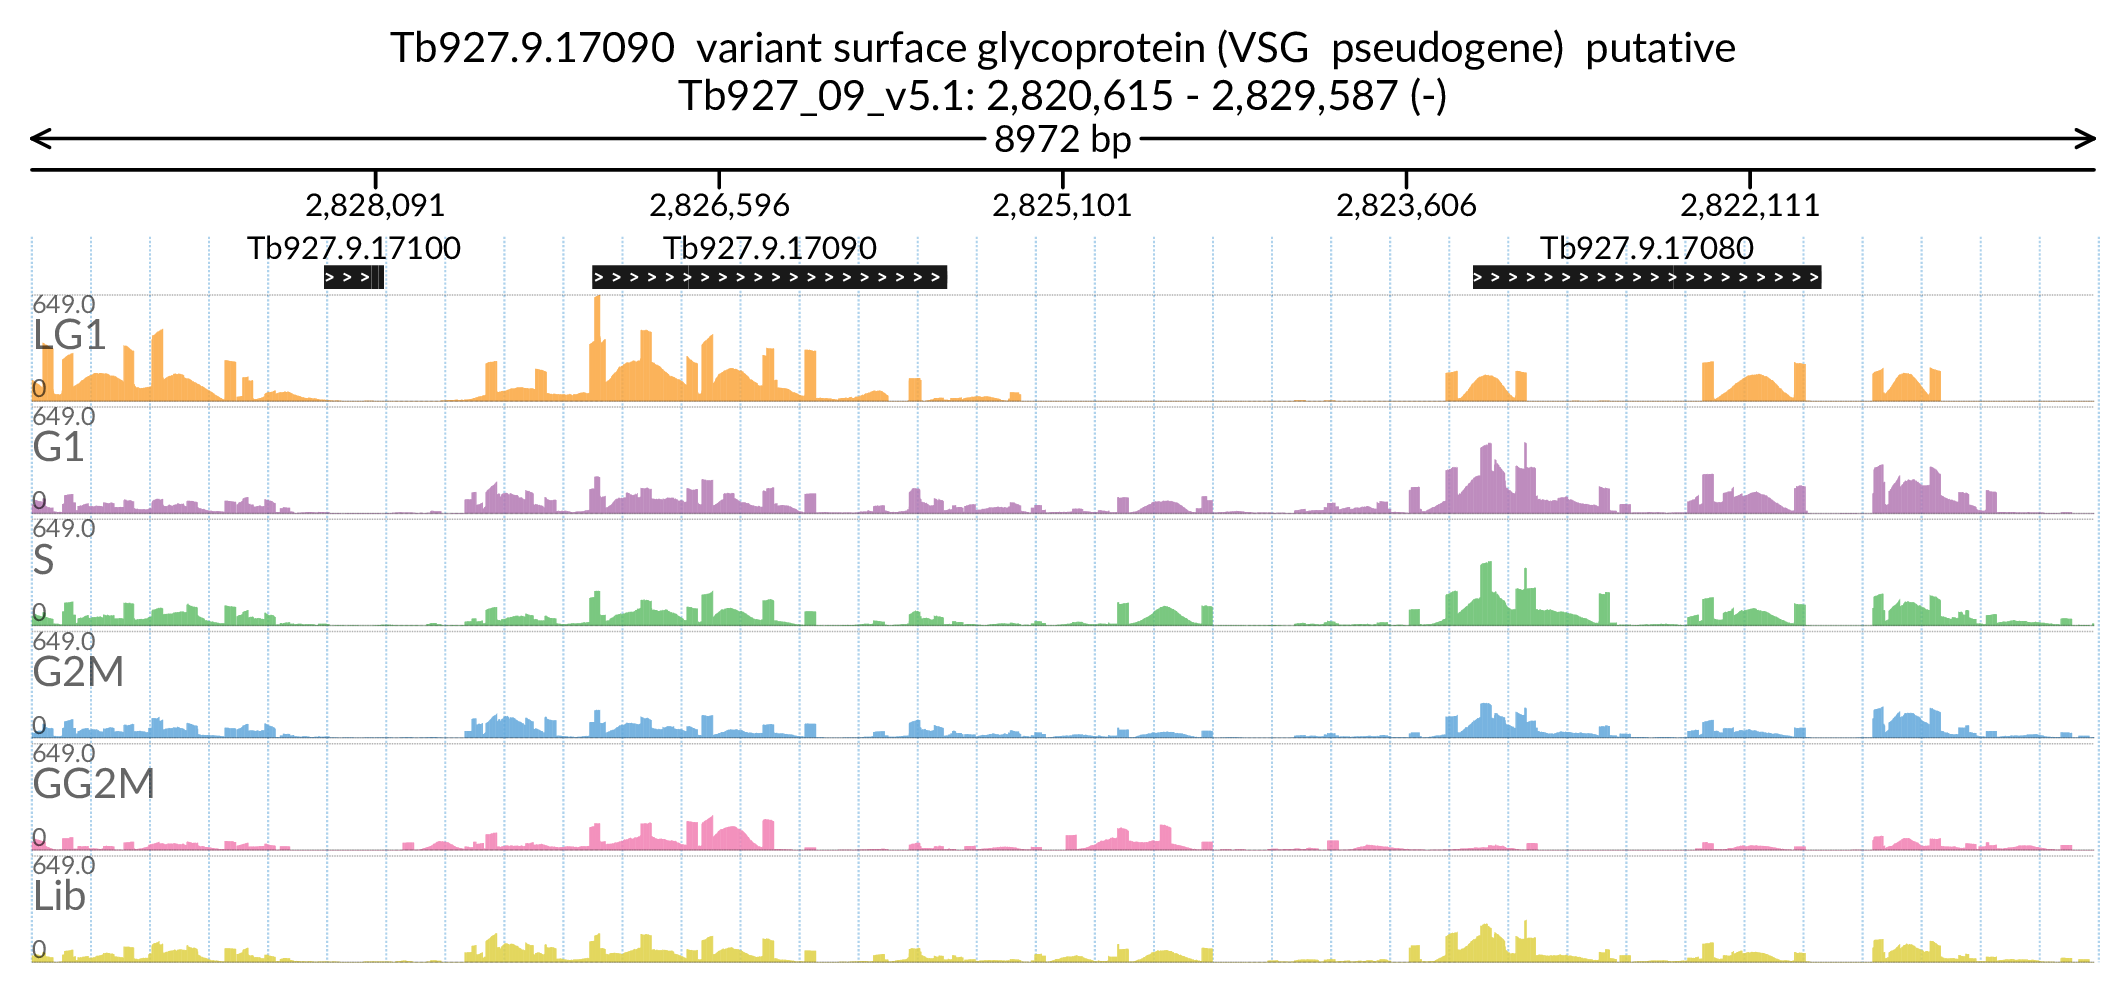 Tb927.9.17090 variant surface glycoprotein (VSG pseudogene) putative
Tb927_09_v5.1: 2,820,615 - 2,829,587 (-)
8972 bp
2,828,091 2,826,596 2,825,101 2,823,606 2,822,111
Tb927.9.17100 Tb927.9.17090 Tb927.9.17080
649.0
LG1
0
649.0
G1
0
649.0
S
0
649.0
G2M
0
649.0
GG2M
0
649.0
Lib
0